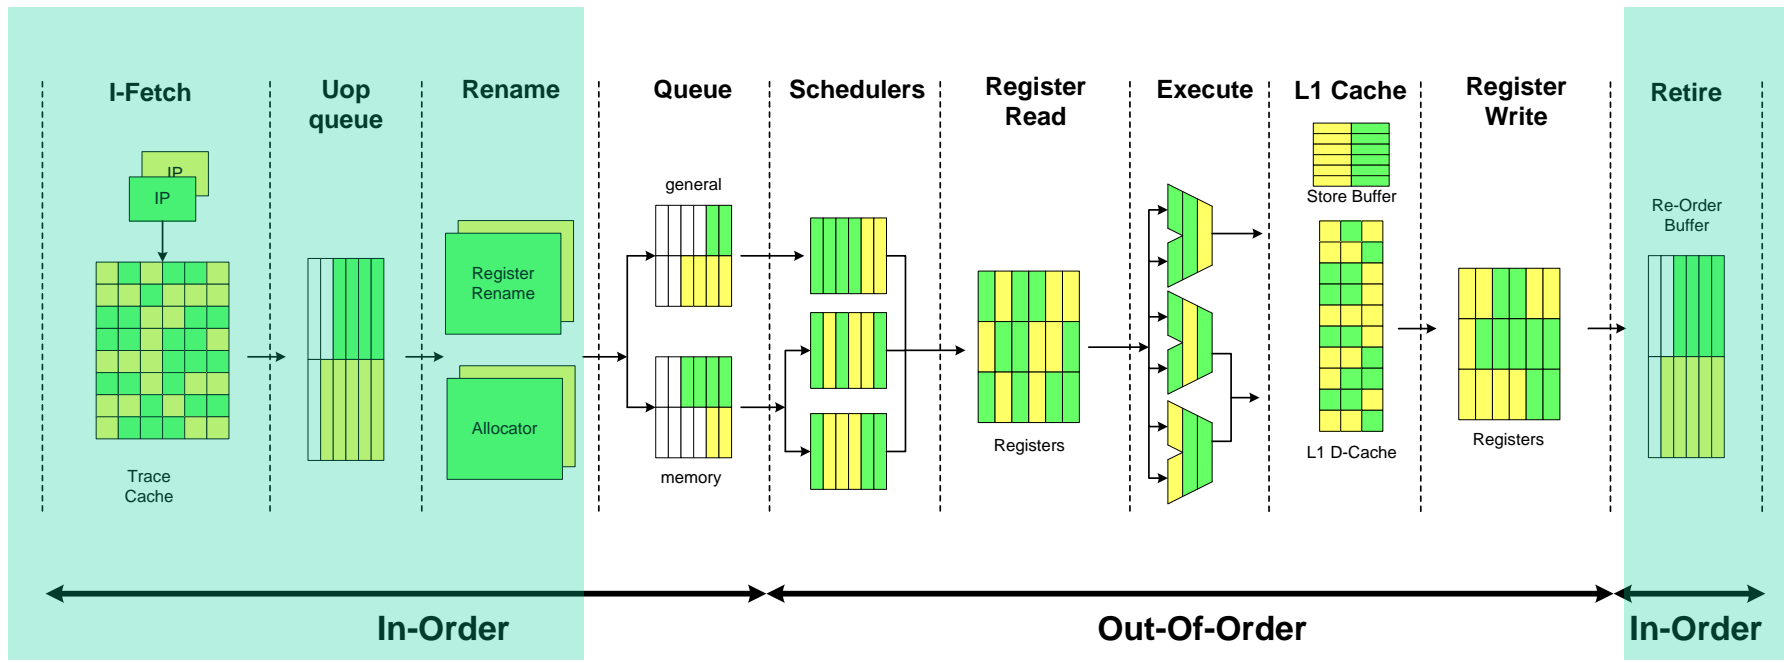 I-Fetch
Uop
queue
Rename
Queue
Schedulers
Register
Read
Execute
L1 Cache
Register
Write
Retire
IP
IP
Register
Rename
Allocator
Trace
Cache
general
memory
Registers
Store Buffer
L1 D-Cache
Registers
Re-Order
Buffer
In-Order
Out-Of-Order
In-Order